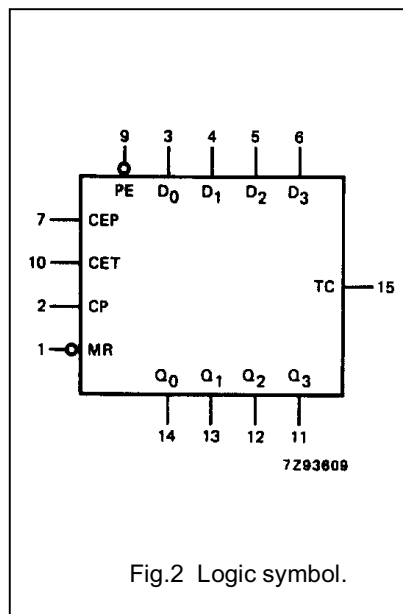 9 3 4 5 6
PE D0 D1 D2 D3
7 CEP
10 CET
TC 15
2 CP
1 MR
Q0 Q1 Q2 Q3
14 13 12 11
7Z93609
Fig.2 Logic symbol.